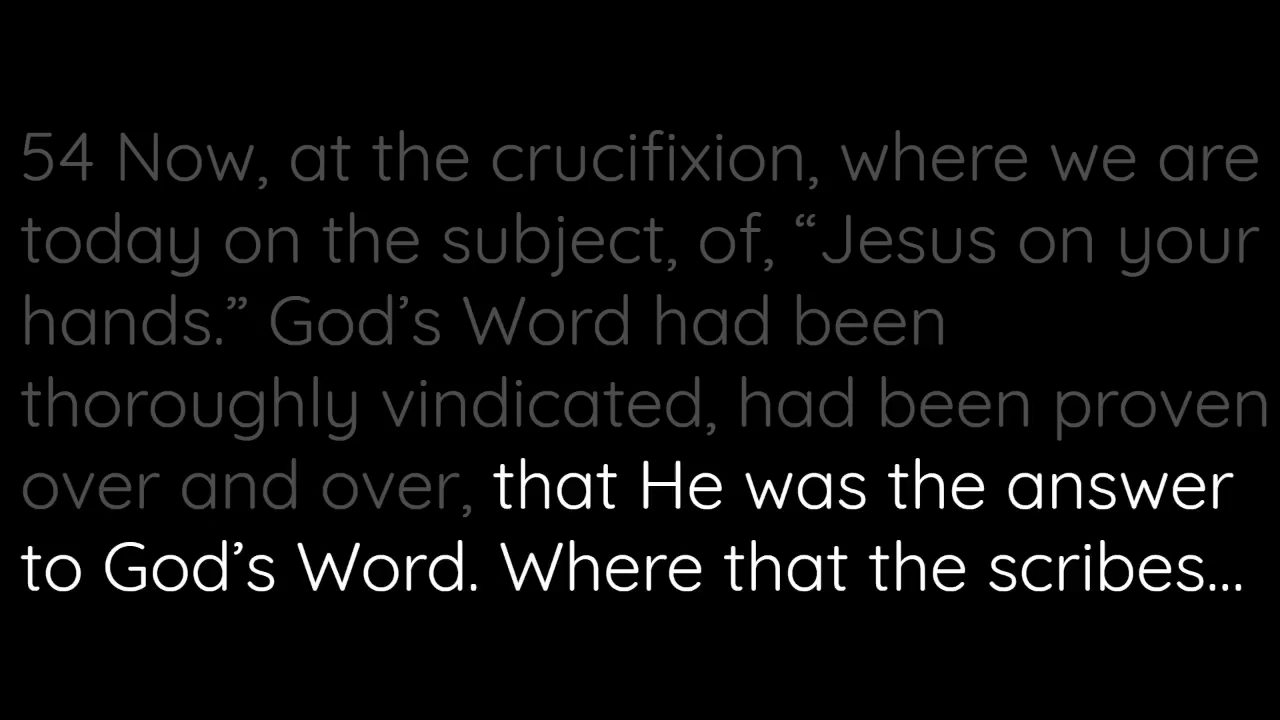 54 Now, at the crucifixion, where we are
today on the subject, of, “Jesus on your
hands.” God’s Word had been
thoroughly vindicated, had been proven
over and over, that He was the answer
to God’s Word. Where that the scribes...